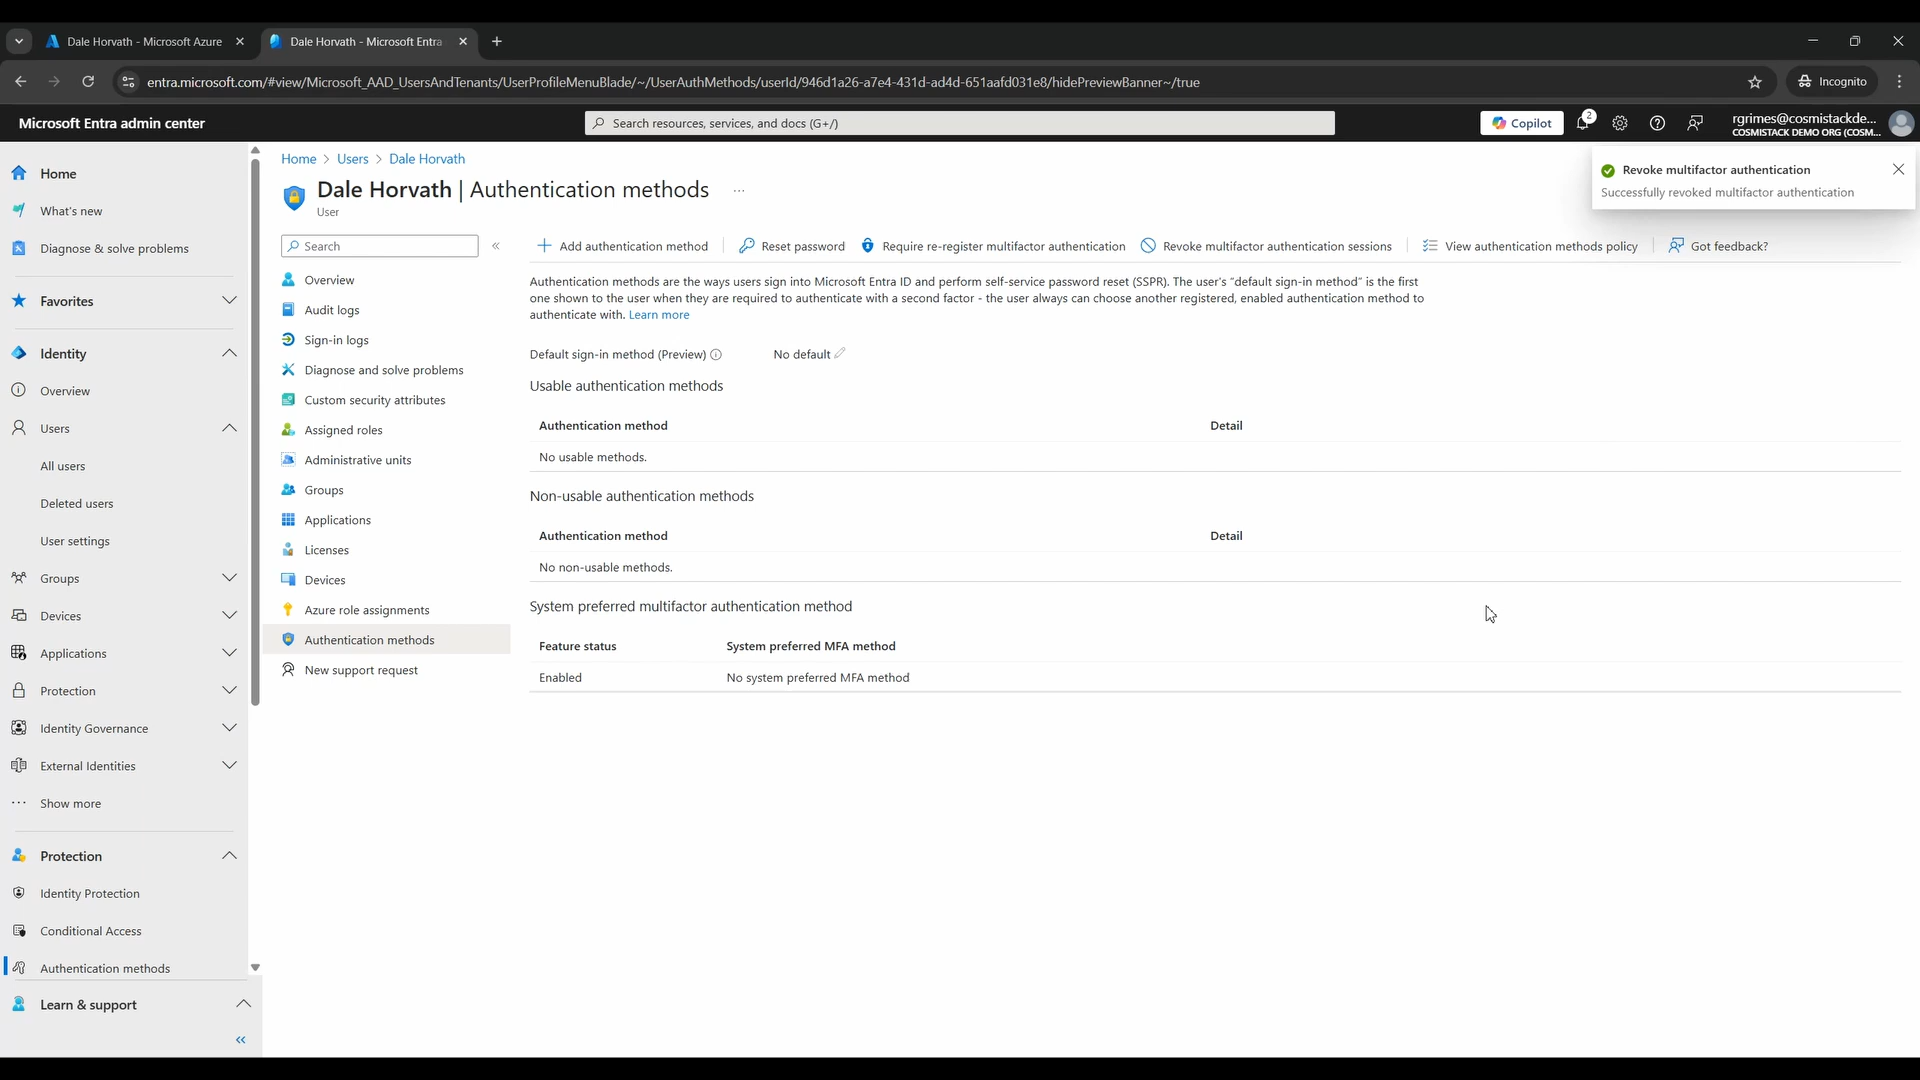 Dale Horvath - Microsoft Azure
Dale Horvath - Microsoft Entra
entra.microsoft.com/#view/Microsoft_AAD_UsersAndTenants/UserProfileMenuBlade/~/UserAuthMethods/userId/946d1a26-a7e4-431d-ad4d-651aafd031e8/hidePreviewBanner~/true
Incognito
Microsoft Entra admin center
Search resources, services, and docs (G+/)
Copilot
2
rgrimes@cosmistackde...
COSMISTACK DEMO ORG (COSM...
Revoke multifactor authentication
Successfully revoked multifactor authentication
Home
What's new
Diagnose & solve problems
Favorites
Identity
Overview
Users
All users
Deleted users
User settings
Groups
Devices
Applications
Protection
Identity Governance
External Identities
Show more
Protection
Identity Protection
Conditional Access
Authentication methods
Learn & support
Home > Users > Dale Horvath
Dale Horvath | Authentication methods ...
User
Search
Overview
Audit logs
Sign-in logs
Diagnose and solve problems
Custom security attributes
Assigned roles
Administrative units
Groups
Applications
Licenses
Devices
Azure role assignments
Authentication methods
New support request
Add authentication method
Reset password
Require re-register multifactor authentication
Revoke multifactor authentication sessions
View authentication methods policy
Got feedback?
Authentication methods are the ways users sign into Microsoft Entra ID and perform self-service password reset (SSPR). The user's "default sign-in method" is the first
one shown to the user when they are required to authenticate with a second factor - the user always can choose another registered, enabled authentication method to
authenticate with. Learn more
Default sign-in method (Preview) No default
Usable authentication methods
Authentication method Detail
No usable methods.
Non-usable authentication methods
Authentication method Detail
No non-usable methods.
System preferred multifactor authentication method
Feature status System preferred MFA method
Enabled No system preferred MFA method